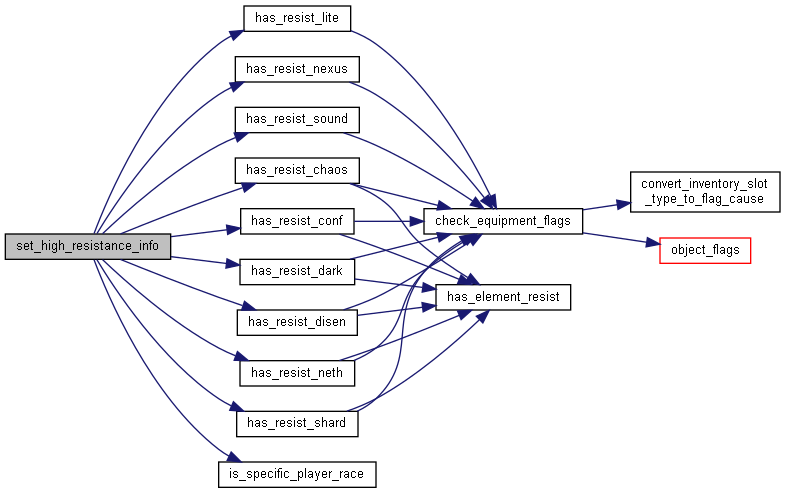 set_high_resistance_info
has_resist_lite
has_resist_nexus
has_resist_sound
has_resist_chaos
has_resist_conf
has_resist_dark
has_resist_disen
has_resist_neth
has_resist_shard
is_specific_player_race
check_equipment_flags
has_element_resist
convert_inventory_slot
_type_to_flag_cause
object_flags